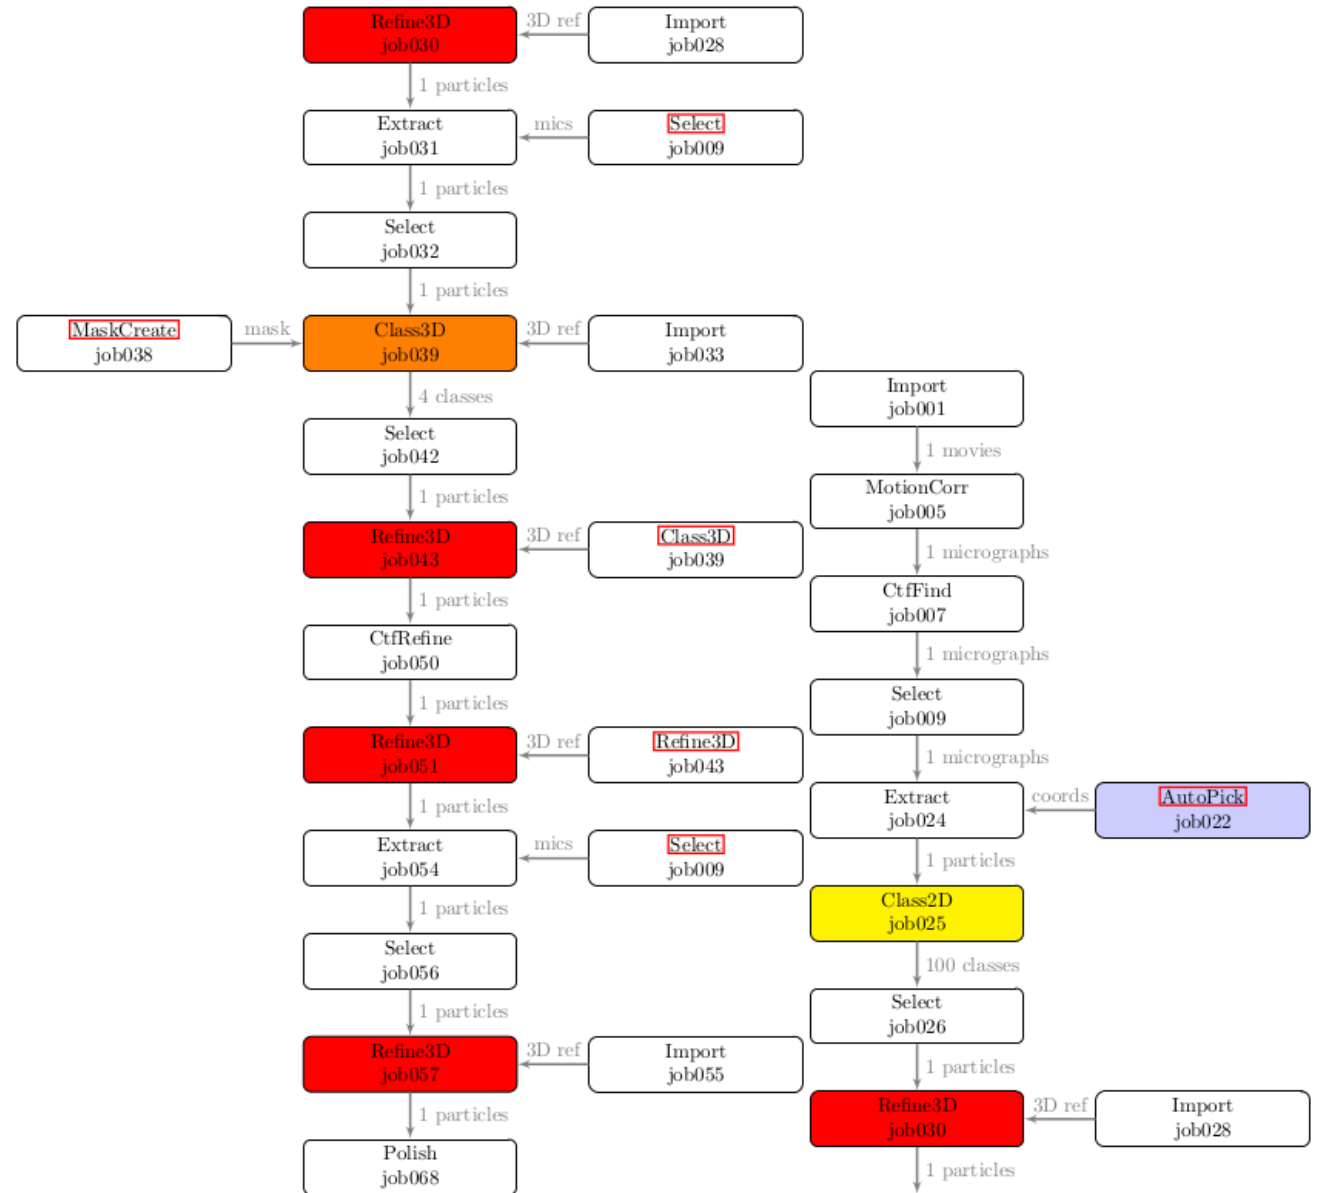 Refine3D
job030
3D ref
Import
job028
1 particles
Extract
job031
mics
Select
job009
1 particles
Select
job032
1 particles
MaskCreate
job038
mask
Class3D
job039
3D ref
Import
job033
4 classes
Select
job042
1 particles
Refine3D
job043
3D ref
Class3D
job039
1 particles
CtfRefine
job050
1 particles
Refine3D
job051
3D ref
Refine3D
job043
1 particles
Extract
job054
mics
Select
job009
1 particles
Select
job056
1 particles
Refine3D
job057
3D ref
Import
job055
1 particles
Polish
job068
Import
job001
1 movies
MotionCorr
job005
1 micrographs
CtfFind
job007
1 micrographs
Select
job009
1 micrographs
Extract
job024
coords
AutoPick
job022
1 particles
Class2D
job025
100 classes
Select
job026
1 particles
Refine3D
job030
3D ref
Import
job028
1 particles